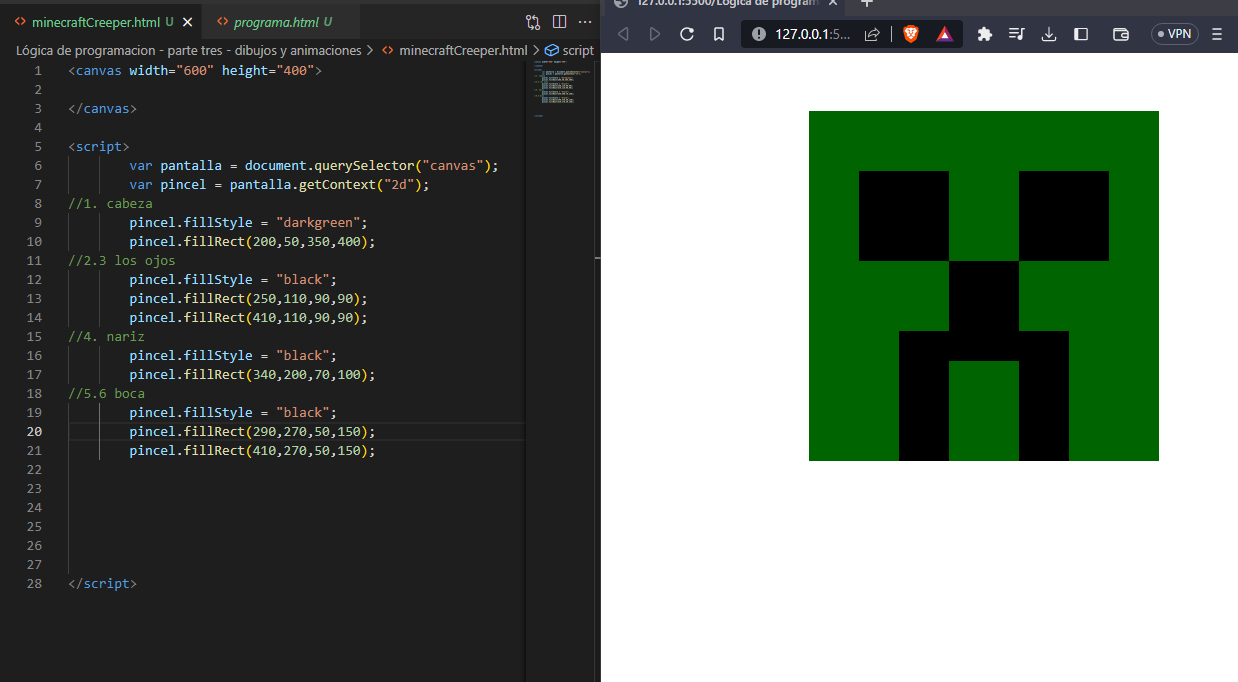 minecraftCreeper.html U
programa.html U
127.0.0.1:5500/Lógica de program
Lógica de programacion - parte tres - dibujos y animaciones > minecraftCreeper.html > script
127.0.0.1:5...
VPN
1 <canvas width="600" height="400">
2
3 </canvas>
4
5 <script>
6 var pantalla = document.querySelector("canvas");
7 var pincel = pantalla.getContext("2d");
8 //1. cabeza
9 pincel.fillStyle = "darkgreen";
10 pincel.fillRect(200,50,350,400);
11 //2.3 los ojos
12 pincel.fillStyle = "black";
13 pincel.fillRect(250,110,90,90);
14 pincel.fillRect(410,110,90,90);
15 //4. nariz
16 pincel.fillStyle = "black";
17 pincel.fillRect(340,200,70,100);
18 //5.6 boca
19 pincel.fillStyle = "black";
20 pincel.fillRect(290,270,50,150);
21 pincel.fillRect(410,270,50,150);
22
23
24
25
26
27
28 </script>